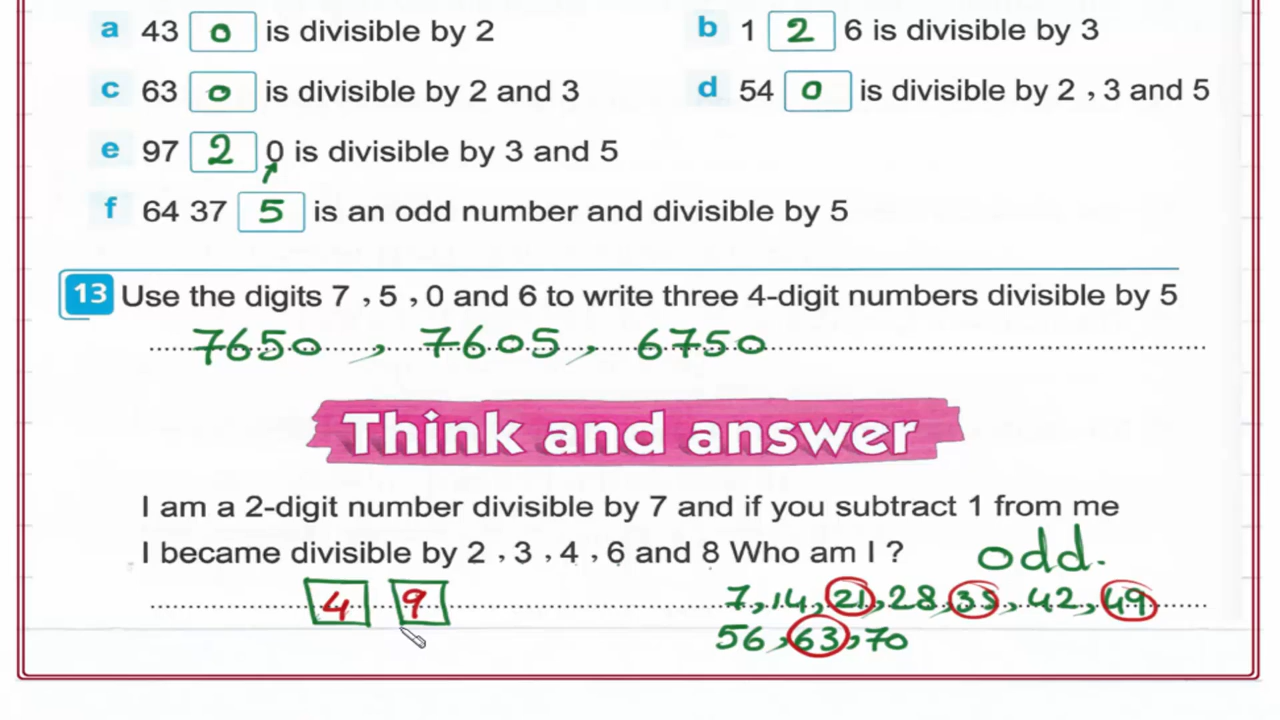 a 43 0 is divisible by 2
b 1 2 6 is divisible by 3
c 63 0 is divisible by 2 and 3
d 54 0 is divisible by 2 , 3 and 5
e 97 2 0 is divisible by 3 and 5
f 64 37 5 is an odd number and divisible by 5
13 Use the digits 7 , 5 , 0 and 6 to write three 4-digit numbers divisible by 5
7650 , 7605, 6750
Think and answer
I am a 2-digit number divisible by 7 and if you subtract 1 from me
I became divisible by 2 , 3 , 4 , 6 and 8 Who am I ?
odd.
4 9
7, 14, 21, 28, 35, 42, 49
56, 63, 70